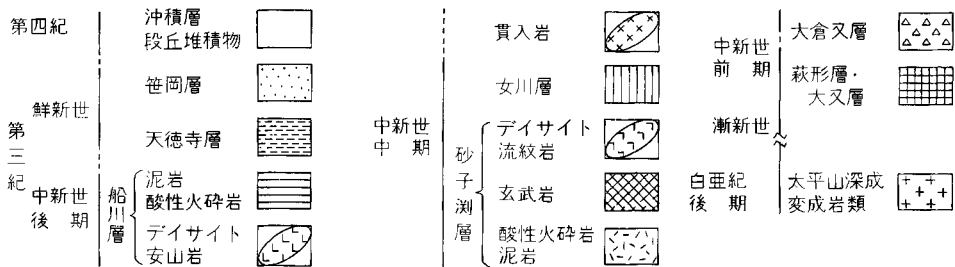 第四紀
沖積層
段丘堆積物
笹岡層
鮮新世
第三紀
天徳寺層
中新世
後期
船川層
泥岩
酸性火砕岩
デイサイト
安山岩
貫入岩
女川層
中新世
中期
砂子渕層
デイサイト
流紋岩
玄武岩
酸性火砕岩
泥岩
中新世
前期
大倉又層
萩形層・
大又層
漸新世
白亜紀
後期
太平山深成
変成岩類